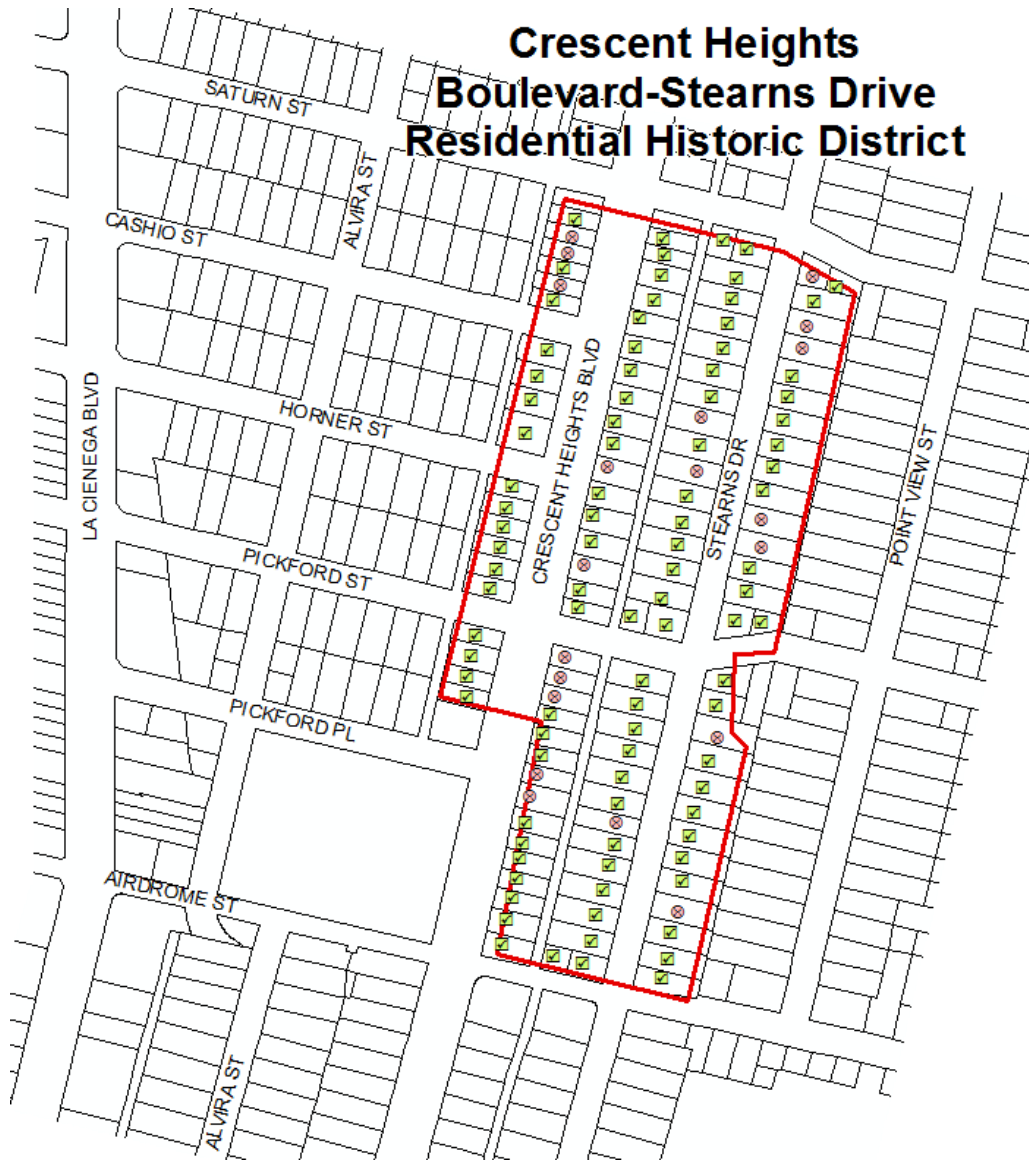 Crescent Heights
Boulevard-Stearns Drive
Residential Historic District
SATURN ST
ALVIRA ST
CASHIO ST
HORNER ST
LA CIENEGA BLVD
CRESCENT HEIGHTS BLVD
STEARNS DR
POINT VIEW ST
PICKFORD ST
PICKFORD PL
AIRDROME ST
ALVIRA ST